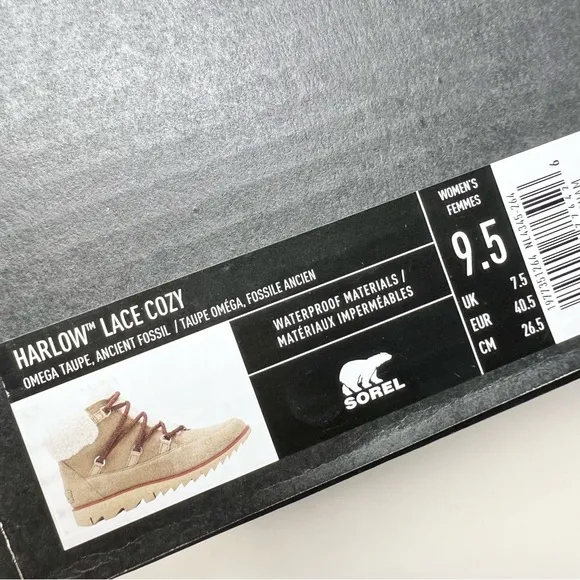 HARLOW™ LACE COZY
OMEGA TAUPE, ANCIENT FOSSIL / TAUPE OMÉGA, FOSSILE ANCIEN
WATERPROOF MATERIALS /
MATÉRIAUX IMPERMÉABLES
SOREL
WOMEN'S
FEMMES
9.5
UK 7.5
EUR 40.5
CM 26.5